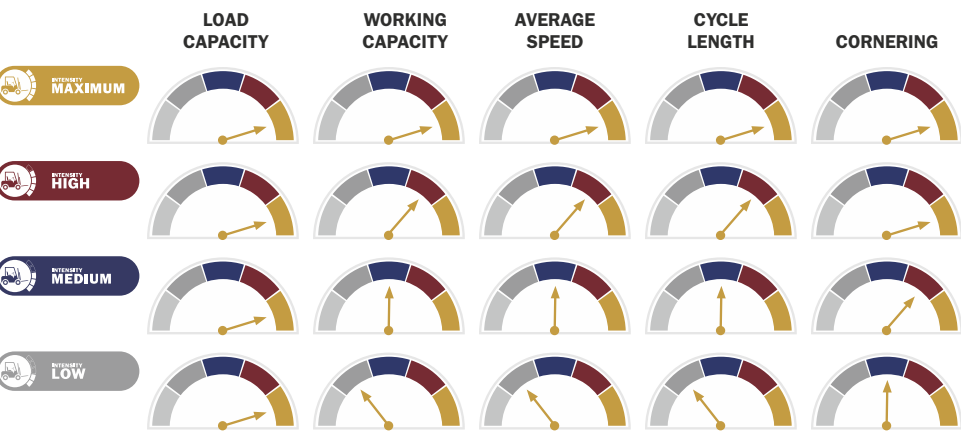 LOAD
CAPACITY
WORKING
CAPACITY
AVERAGE
SPEED
CYCLE
LENGTH
CORNERING
INTENSITY
MAXIMUM
INTENSITY
HIGH
INTENSITY
MEDIUM
INTENSITY
LOW